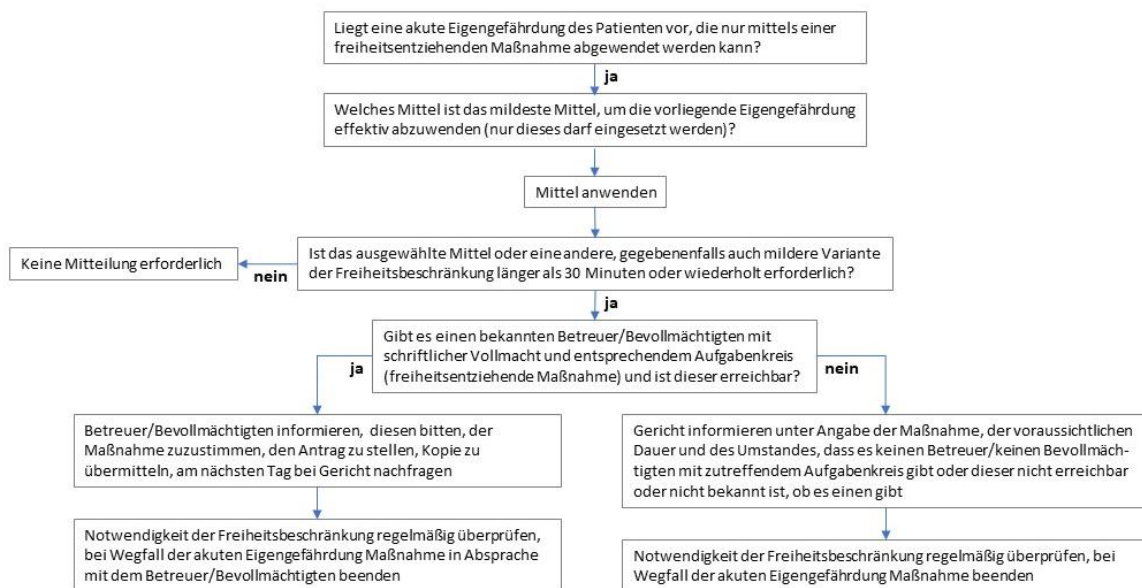 Liegt eine akute Eigengefährdung des Patienten vor, die nur mittels einer
freiheitsentziehenden Maßnahme abgewendet werden kann?
ja
Welches Mittel ist das mildeste Mittel, um die vorliegende Eigengefährdung
effektiv abzuwenden (nur dieses darf eingesetzt werden)?
Mittel anwenden
Ist das ausgewählte Mittel oder eine andere, gegebenenfalls auch mildere Variante
der Freiheitsbeschränkung länger als 30 Minuten oder wiederholt erforderlich?
nein
Keine Mitteilung erforderlich
ja
Gibt es einen bekannten Betreuer/Bevollmächtigten mit
schriftlicher Vollmacht und entsprechendem Aufgabenkreis
(freiheitsentziehende Maßnahme) und ist dieser erreichbar?
ja
Betreuer/Bevollmächtigten informieren, diesen bitten, der
Maßnahme zuzustimmen, den Antrag zu stellen, Kopie zu
übermitteln, am nächsten Tag bei Gericht nachfragen
Notwendigkeit der Freiheitsbeschränkung regelmäßig überprüfen,
bei Wegfall der akuten Eigengefährdung Maßnahme in Absprache
mit dem Betreuer/Bevollmächtigten beenden
nein
Gericht informieren unter Angabe der Maßnahme, der voraussichtlichen
Dauer und des Umstandes, dass es keinen Betreuer/keinen Bevollmäch-
tigten mit zutreffendem Aufgabenkreis gibt oder dieser nicht erreichbar
oder nicht bekannt ist, ob es einen gibt
Notwendigkeit der Freiheitsbeschränkung regelmäßig überprüfen, bei
Wegfall der akuten Eigengefährdung Maßnahme beenden